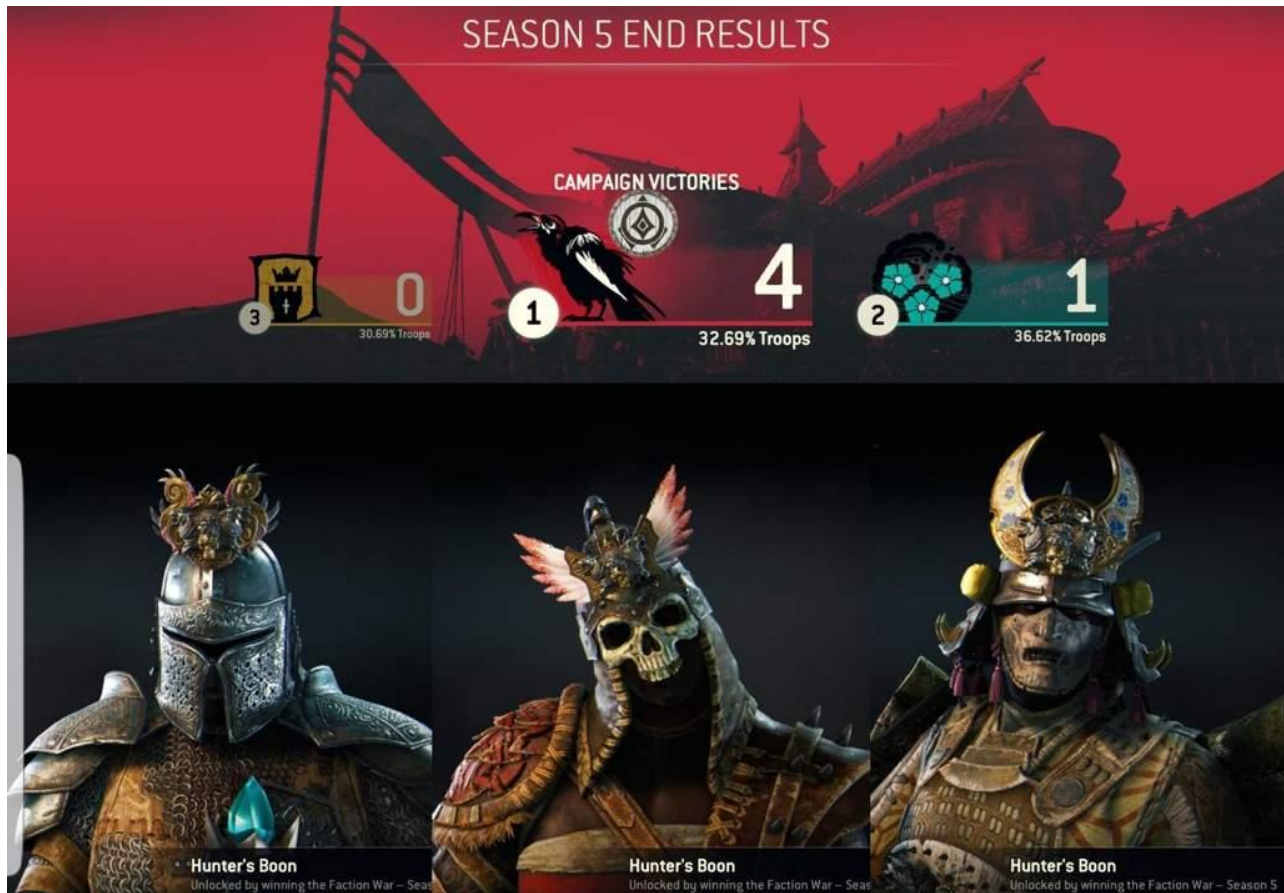 SEASON 5 END RESULTS
CAMPAIGN VICTORIES
3
0
30.69% Troops
1
4
32.69% Troops
2
1
36.62% Troops
Hunter's Boon
Unlocked by winning the Faction War – Seas
Hunter's Boon
Unlocked by winning the Faction War – Seas
Hunter's Boon
Unlocked by winning the Faction War – Season 5